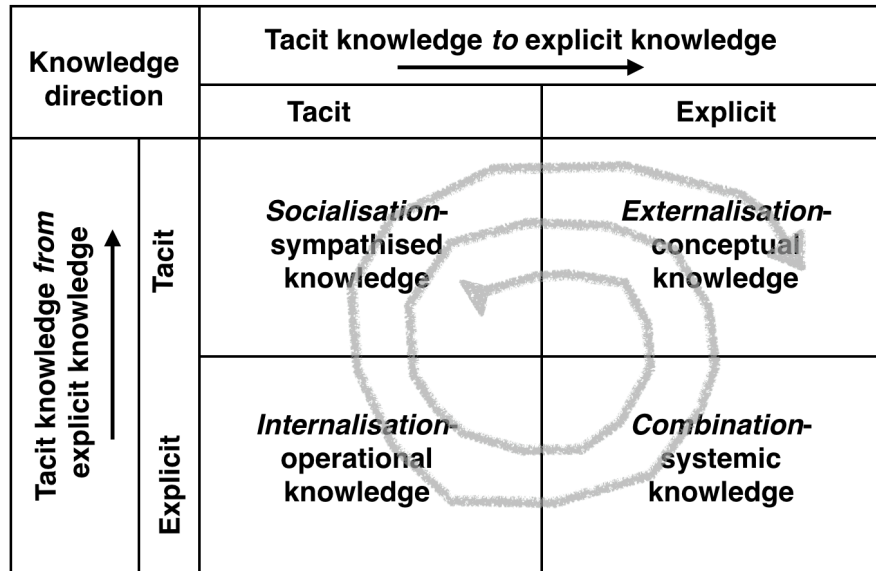 Knowledge
direction
Tacit knowledge to explicit knowledge
Tacit
Explicit
Tacit knowledge from
explicit knowledge
Tacit
Socialisation-
sympathised
knowledge
Externalisation-
conceptual
knowledge
Explicit
Internalisation-
operational
knowledge
Combination-
systemic
knowledge